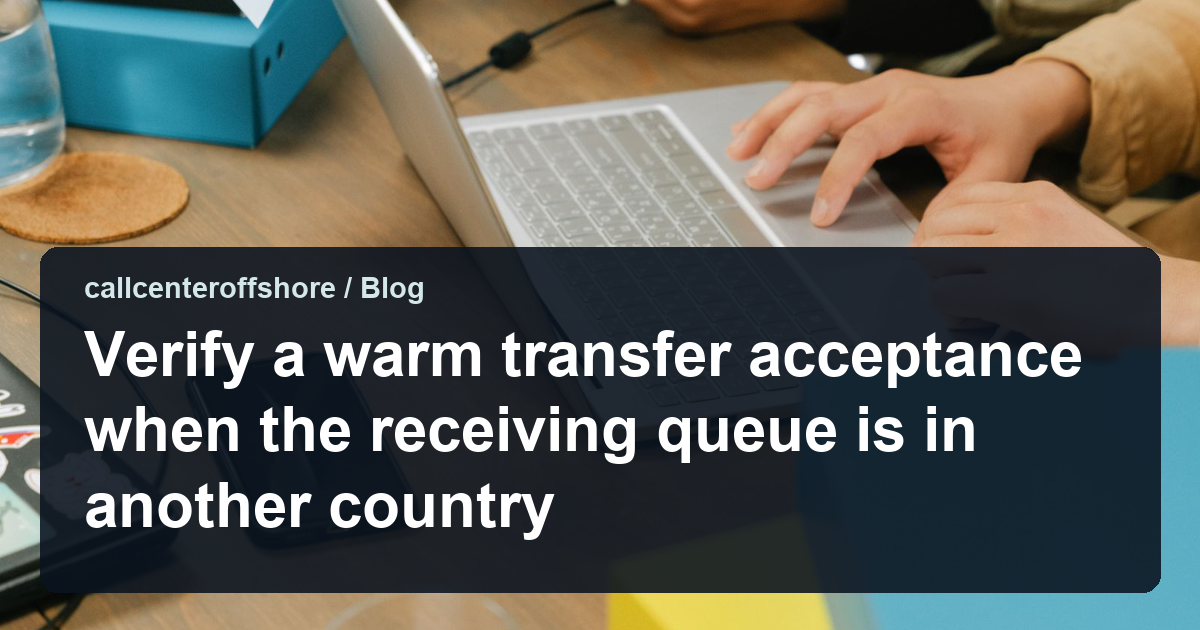 callcenteroffshore / Blog
Verify a warm transfer acceptance
when the receiving queue is in
another country